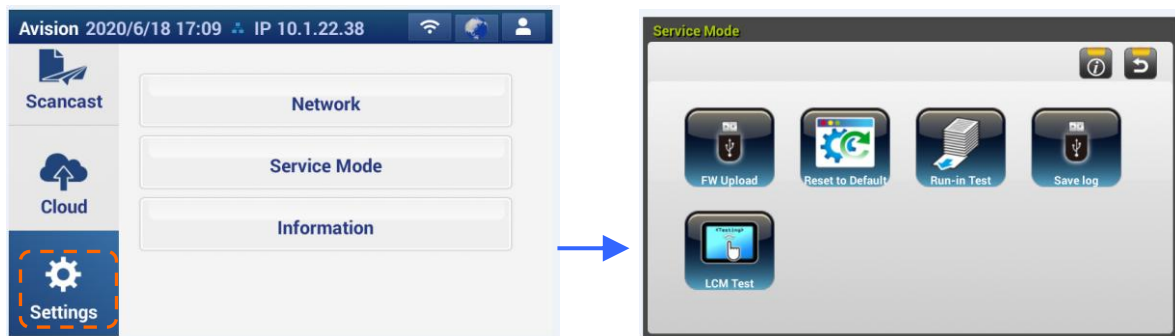 Avision 2020/6/18 17:09 IP 10.1.22.38
Scancast
Cloud
Settings
Network
Service Mode
Information
Service Mode
FW Upload
Reset to Default
Run-in Test
Save log
<Testing>
LCM Test